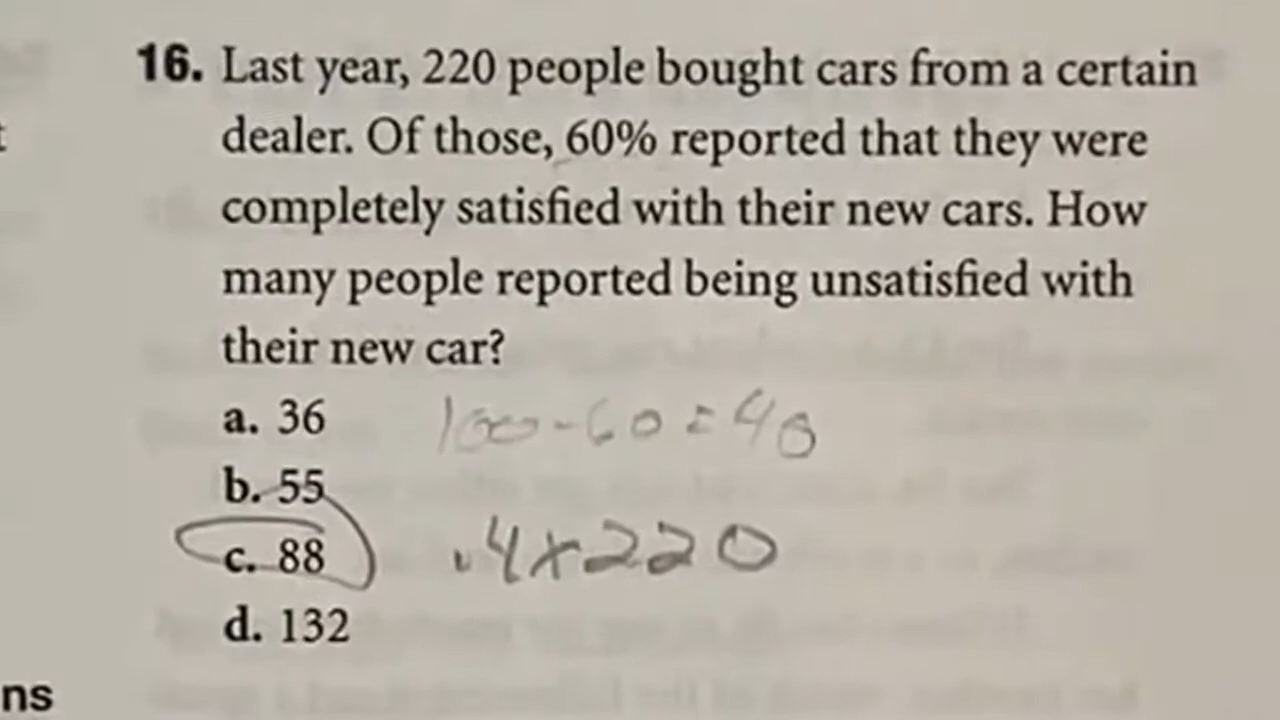 16. Last year, 220 people bought cars from a certain
dealer. Of those, 60% reported that they were
completely satisfied with their new cars. How
many people reported being unsatisfied with
their new car?
a. 36
100-60=40
b. 55
c. 88
.4x220
d. 132
t
ns